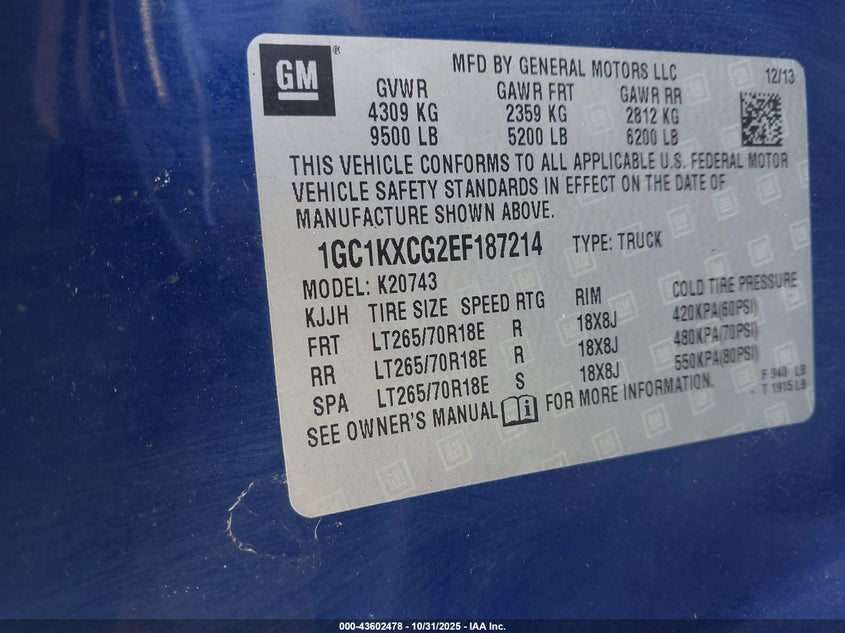 GM ®
MFD BY GENERAL MOTORS LLC 12/13
GVWR GAWR FRT GAWR RR
4309 KG 2359 KG 2812 KG
9500 LB 5200 LB 6200 LB
THIS VEHICLE CONFORMS TO ALL APPLICABLE U.S. FEDERAL MOTOR
VEHICLE SAFETY STANDARDS IN EFFECT ON THE DATE OF
MANUFACTURE SHOWN ABOVE.
1GC1KXCG2EF187214 TYPE: TRUCK
MODEL: K20743
KJJH TIRE SIZE SPEED RTG RIM COLD TIRE PRESSURE
FRT LT265/70R18E R 18X8J 420KPA(60PSI)
RR LT265/70R18E R 18X8J 480KPA(70PSI)
SPA LT265/70R18E S 18X8J 550KPA(80PSI)
SEE OWNER'S MANUAL FOR MORE INFORMATION.
F 940 LB
T 1915 LB
000-43602478 - 10/31/2025 - IAA Inc.